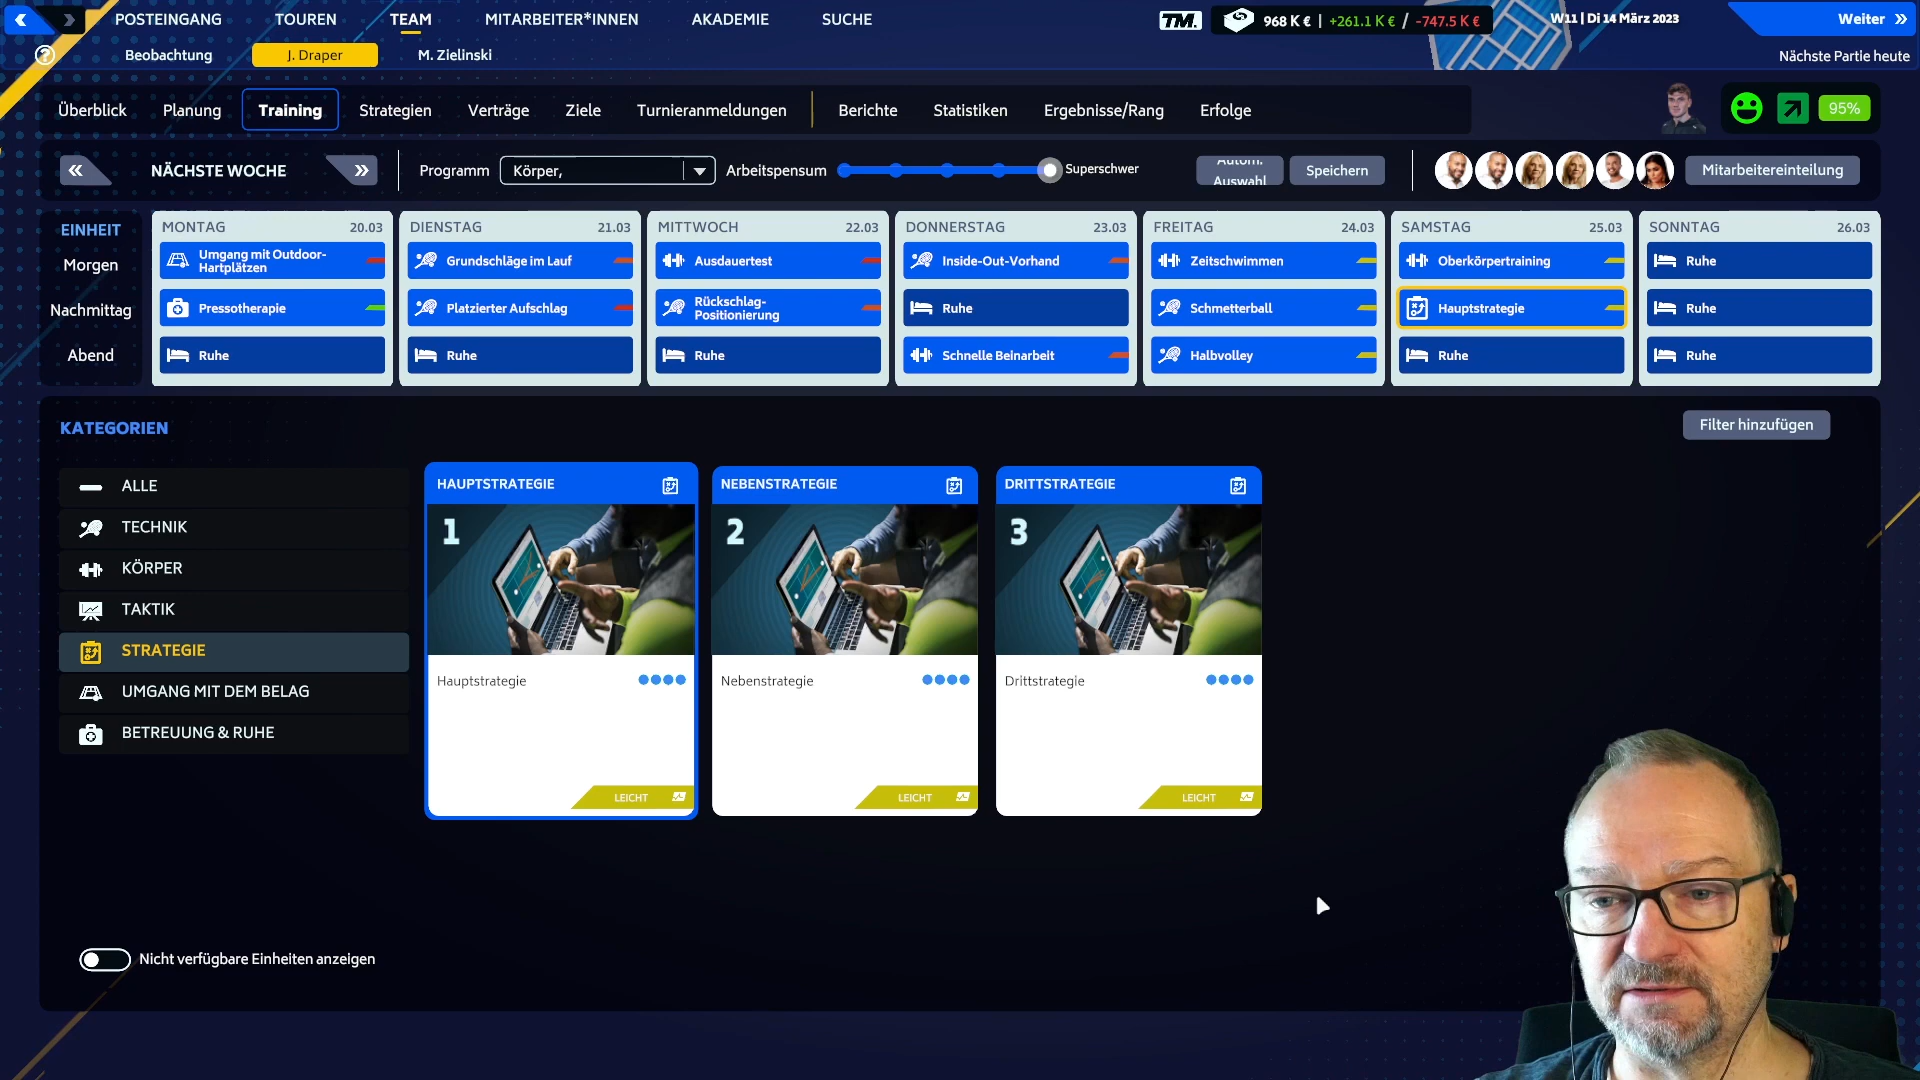 POSTEINGANG TOUREN TEAM MITARBEITER*INNEN AKADEMIE SUCHE
TM. 968 K € | +261.1 K € / -747.5 K € W11 | Di 14 März 2023 Weiter
Beobachtung J. Draper M. Zielinski Nächste Partie heute
Überblick Planung Training Strategien Verträge Ziele Turnieranmeldungen Berichte Statistiken Ergebnisse/Rang Erfolge 95%
NÄCHSTE WOCHE Programm Körper, Arbeitspensum Superschwer Autom. Auswahl Speichern Mitarbeitereinteilung
EINHEIT
Morgen
Nachmittag
Abend
MONTAG 20.03
Umgang mit Outdoor-
Hartplätzen
Pressotherapie
Ruhe
DIENSTAG 21.03
Grundschläge im Lauf
Platzierter Aufschlag
Ruhe
MITTWOCH 22.03
Ausdauertest
Rückschlag-
Positionierung
Ruhe
DONNERSTAG 23.03
Inside-Out-Vorhand
Ruhe
Schnelle Beinarbeit
FREITAG 24.03
Zeitschwimmen
Schmetterball
Halbvolley
SAMSTAG 25.03
Oberkörpertraining
Hauptstrategie
Ruhe
SONNTAG 26.03
Ruhe
Ruhe
Ruhe
KATEGORIEN
Filter hinzufügen
ALLE
TECHNIK
KÖRPER
TAKTIK
STRATEGIE
UMGANG MIT DEM BELAG
BETREUUNG & RUHE
HAUPTSTRATEGIE
1
Hauptstrategie
LEICHT
NEBENSTRATEGIE
2
Nebenstrategie
LEICHT
DRITTSTRATEGIE
3
Drittstrategie
LEICHT
Nicht verfügbare Einheiten anzeigen